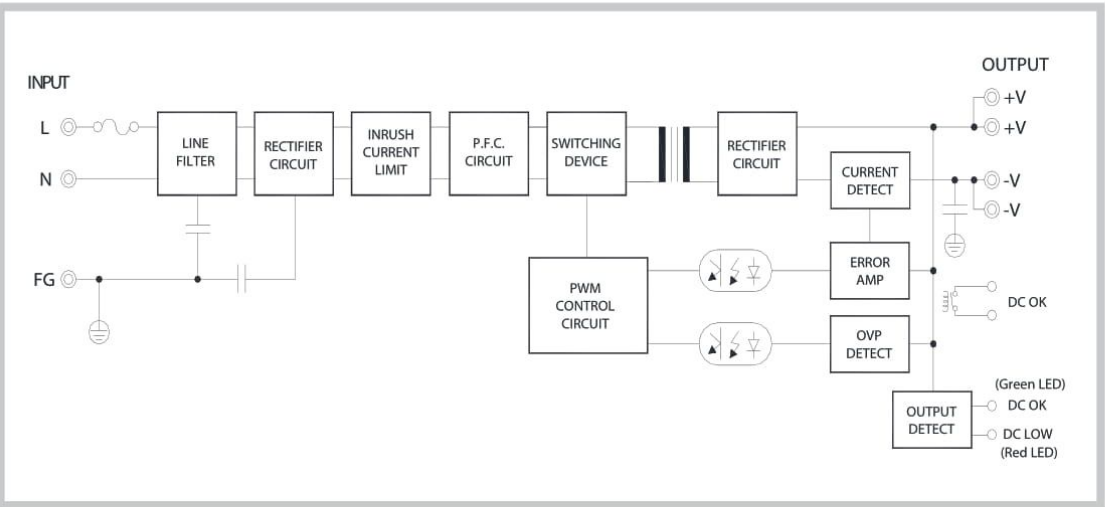 INPUT
OUTPUT
+V
L
+V
LINE
FILTER
RECTIFIER
CIRCUIT
INRUSH
CURRENT
LIMIT
P.F.C.
CIRCUIT
SWITCHING
DEVICE
RECTIFIER
CIRCUIT
CURRENT
DETECT
N
-V
-V
FG
PWM
CONTROL
CIRCUIT
ERROR
AMP
DC OK
OVP
DETECT
OUTPUT
DETECT
(Green LED)
DC OK
DC LOW
(Red LED)